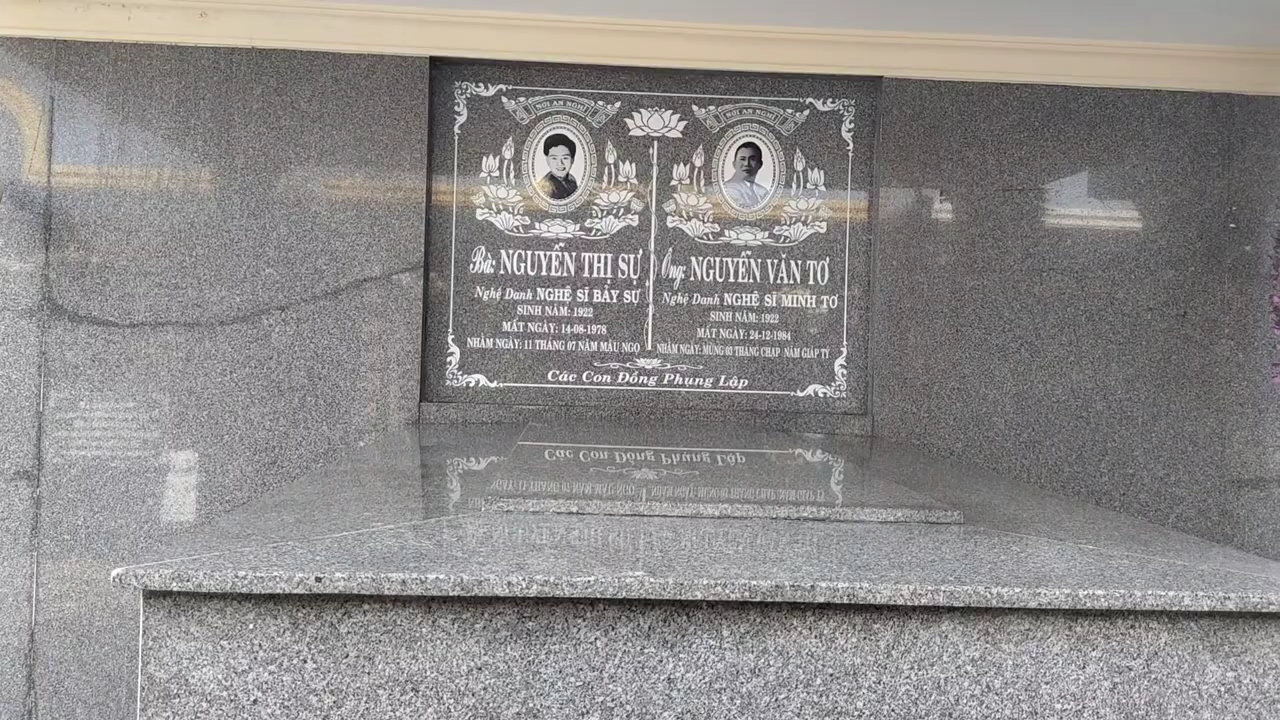 NƠI AN NGHỈ
Bà: NGUYỄN THỊ SỰ
Nghệ Danh NGHỆ SĨ BẢY SỰ
SINH NĂM: 1922
MẤT NGÀY: 14-08-1978
NHẰM NGÀY: 11 THÁNG 07 NĂM MẬU NGỌ
NƠI AN NGHỈ
Ông: NGUYỄN VĂN TƠ
Nghệ Danh NGHỆ SĨ MINH TƠ
SINH NĂM: 1922
MẤT NGÀY: 24-12-1984
NHẰM NGÀY: MÙNG 03 THÁNG CHẠP NĂM GIÁP TÝ
Các Con Đồng Phụng Lập